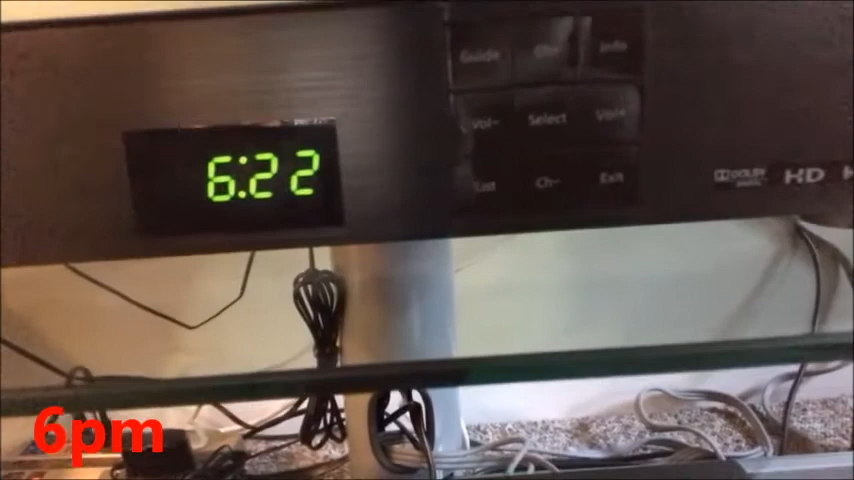 6:22
Guide Info
Vol- Select Vol+
List Ch- Exit
DOLBY HD
6pm